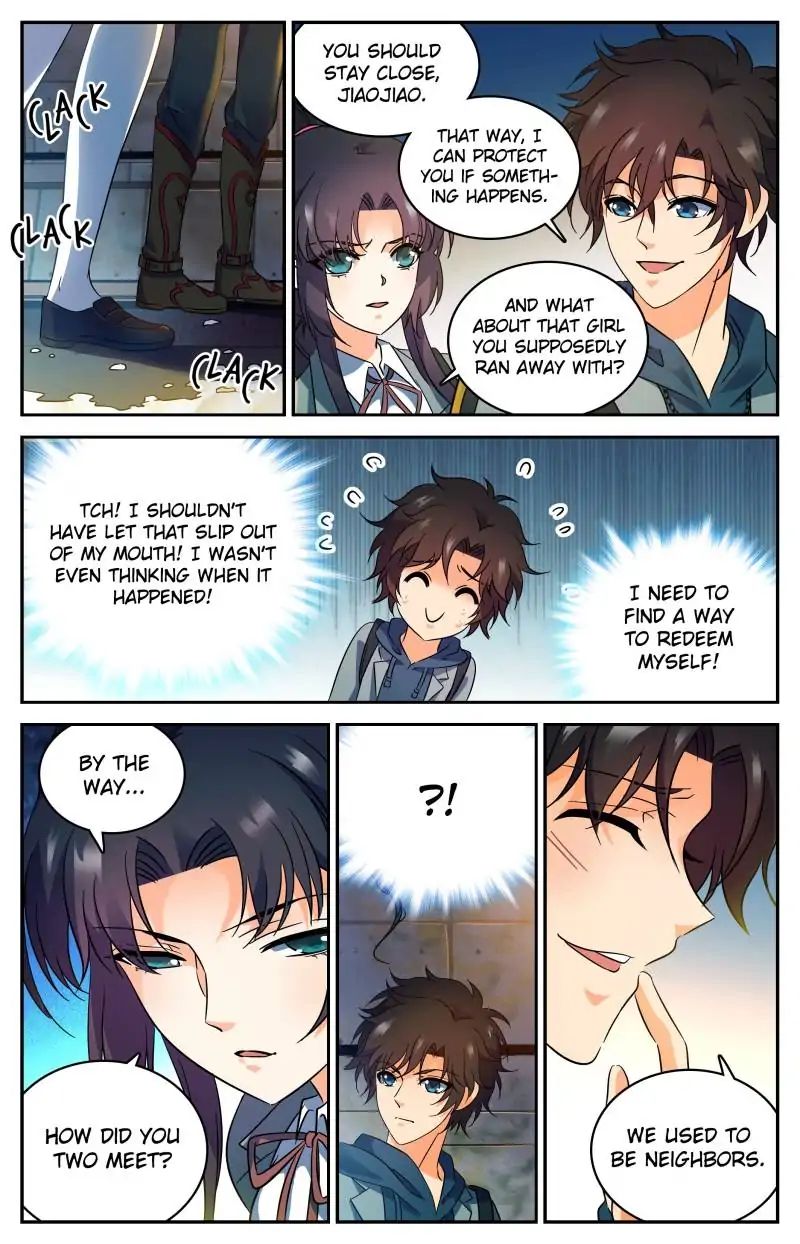 CLACK
CLACK
CLACK
YOU SHOULD
STAY CLOSE,
JIAOJIAO.
THAT WAY, I
CAN PROTECT
YOU IF SOMETH-
ING HAPPENS.
AND WHAT
ABOUT THAT GIRL
YOU SUPPOSEDLY
RAN AWAY WITH?
TCH! I SHOULDN'T
HAVE LET THAT SLIP OUT
OF MY MOUTH! I WASN'T
EVEN THINKING WHEN IT
HAPPENED!
I NEED TO
FIND A WAY
TO REDEEM
MYSELF!
BY THE
WAY...
HOW DID YOU
TWO MEET?
?!
WE USED TO
BE NEIGHBORS.